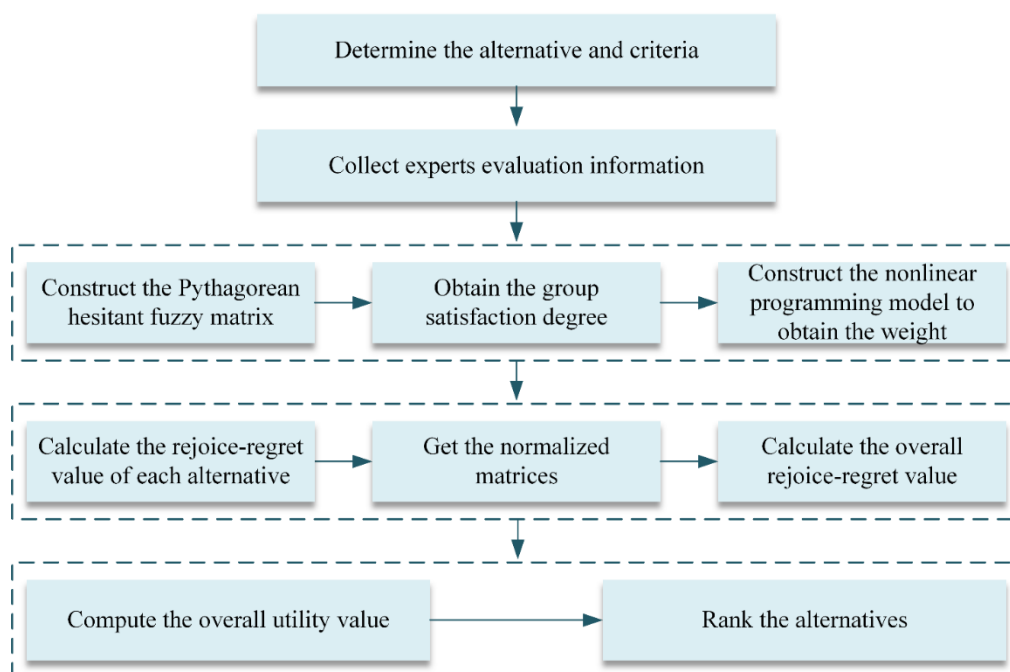 Determine the alternative and criteria
Collect experts evaluation information
Construct the Pythagorean
hesitant fuzzy matrix
Obtain the group
satisfaction degree
Construct the nonlinear
programming model to
obtain the weight
Calculate the rejoice-regret
value of each alternative
Get the normalized
matrices
Calculate the overall
rejoice-regret value
Compute the overall utility value
Rank the alternatives